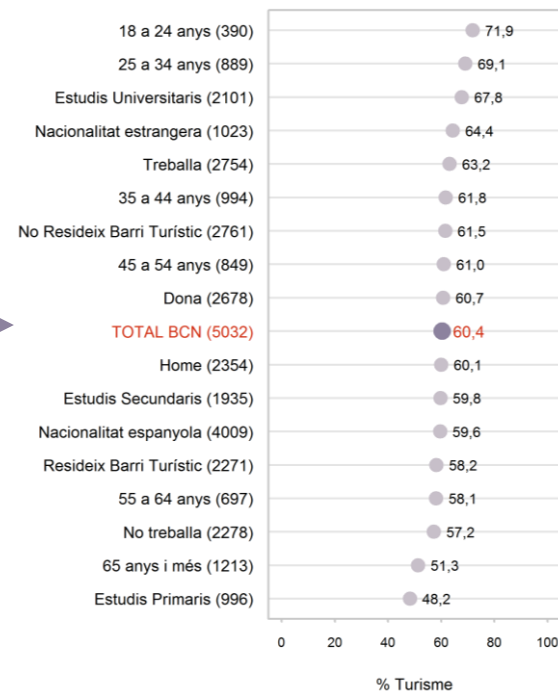 18 a 24 anys (390) 71,9
25 a 34 anys (889) 69,1
Estudis Universitaris (2101) 67,8
Nacionalitat estrangera (1023) 64,4
Treballa (2754) 63,2
35 a 44 anys (994) 61,8
No Resideix Barri Turístic (2761) 61,5
45 a 54 anys (849) 61,0
Dona (2678) 60,7
TOTAL BCN (5032) 60,4
Home (2354) 60,1
Estudis Secundaris (1935) 59,8
Nacionalitat espanyola (4009) 59,6
Resideix Barri Turístic (2271) 58,2
55 a 64 anys (697) 58,1
No treballa (2278) 57,2
65 anys i més (1213) 51,3
Estudis Primaris (996) 48,2
0 20 40 60 80 100
% Turisme